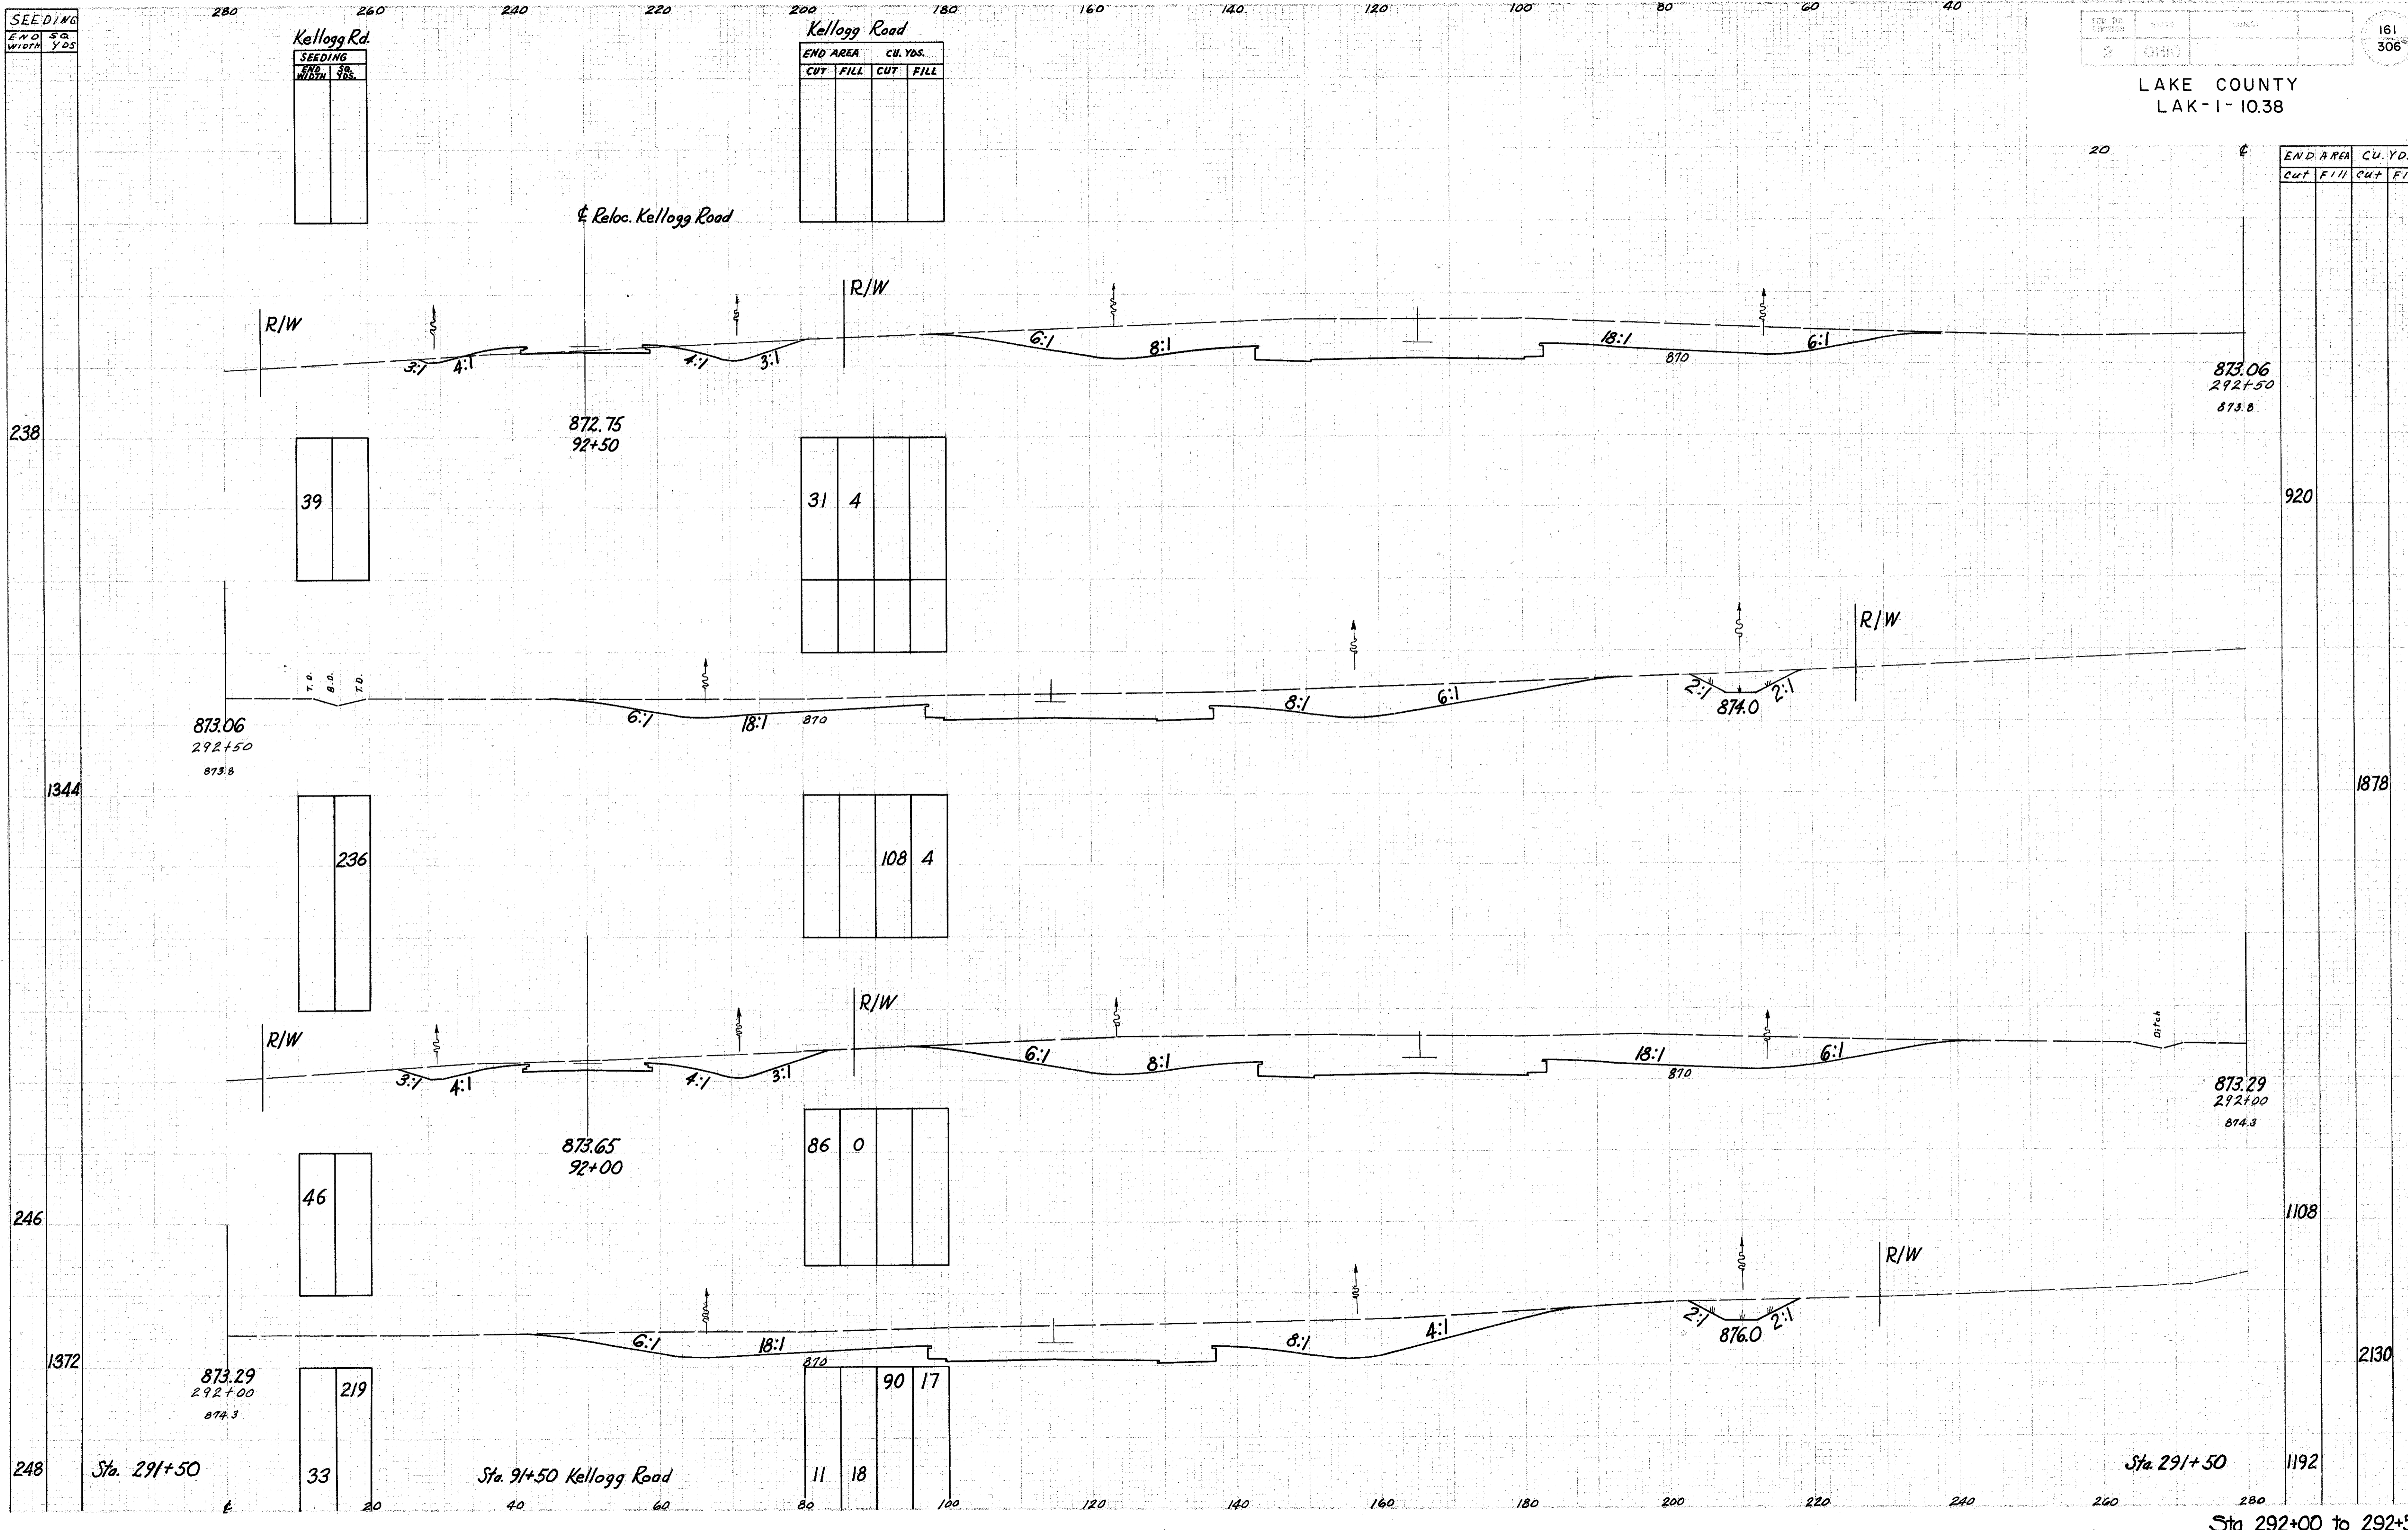 280 260 240 220 200 180 160 140 120 100 80 60 40
SEEDING
END WIDTH SQ. YDS
Kellogg Rd.
SEEDING
END WIDTH SQ. YDS.
Kellogg Road
END AREA CU. YDS.
CUT FILL CUT FILL
2 OHIO
161
306
LAKE COUNTY
LAK-1-10.38
20 ℄
END AREA CU. YD
Cut Fill Cut Fi
℄ Reloc. Kellogg Road
R/W
R/W
3:1 4:1 4:1 3:1 6:1 8:1 18:1 870 6:1
873.06
292+50
873.8
872.75
92+50
238
39
31 4
920
R/W
T.D. B.D. T.D.
6:1 18:1 870 8:1 6:1 2:1 874.0 2:1
873.06
292+50
873.8
1344
1878
236
108 4
R/W
R/W
Ditch
3:1 4:1 4:1 3:1 6:1 8:1 18:1 870 6:1
873.29
292+00
874.3
873.65
92+00
86 0
46
246
1108
R/W
6:1 18:1 870 8:1 4:1 2:1 876.0 2:1
873.29
292+00
874.3
1372
2130
219
90 17
248
Sta. 291+50
33
Sta. 91+50 Kellogg Road
11 18
Sta. 291+50
1192
℄ 20 40 60 80 100 120 140 160 180 200 220 240 260 280
Sta. 292+00 to 292+